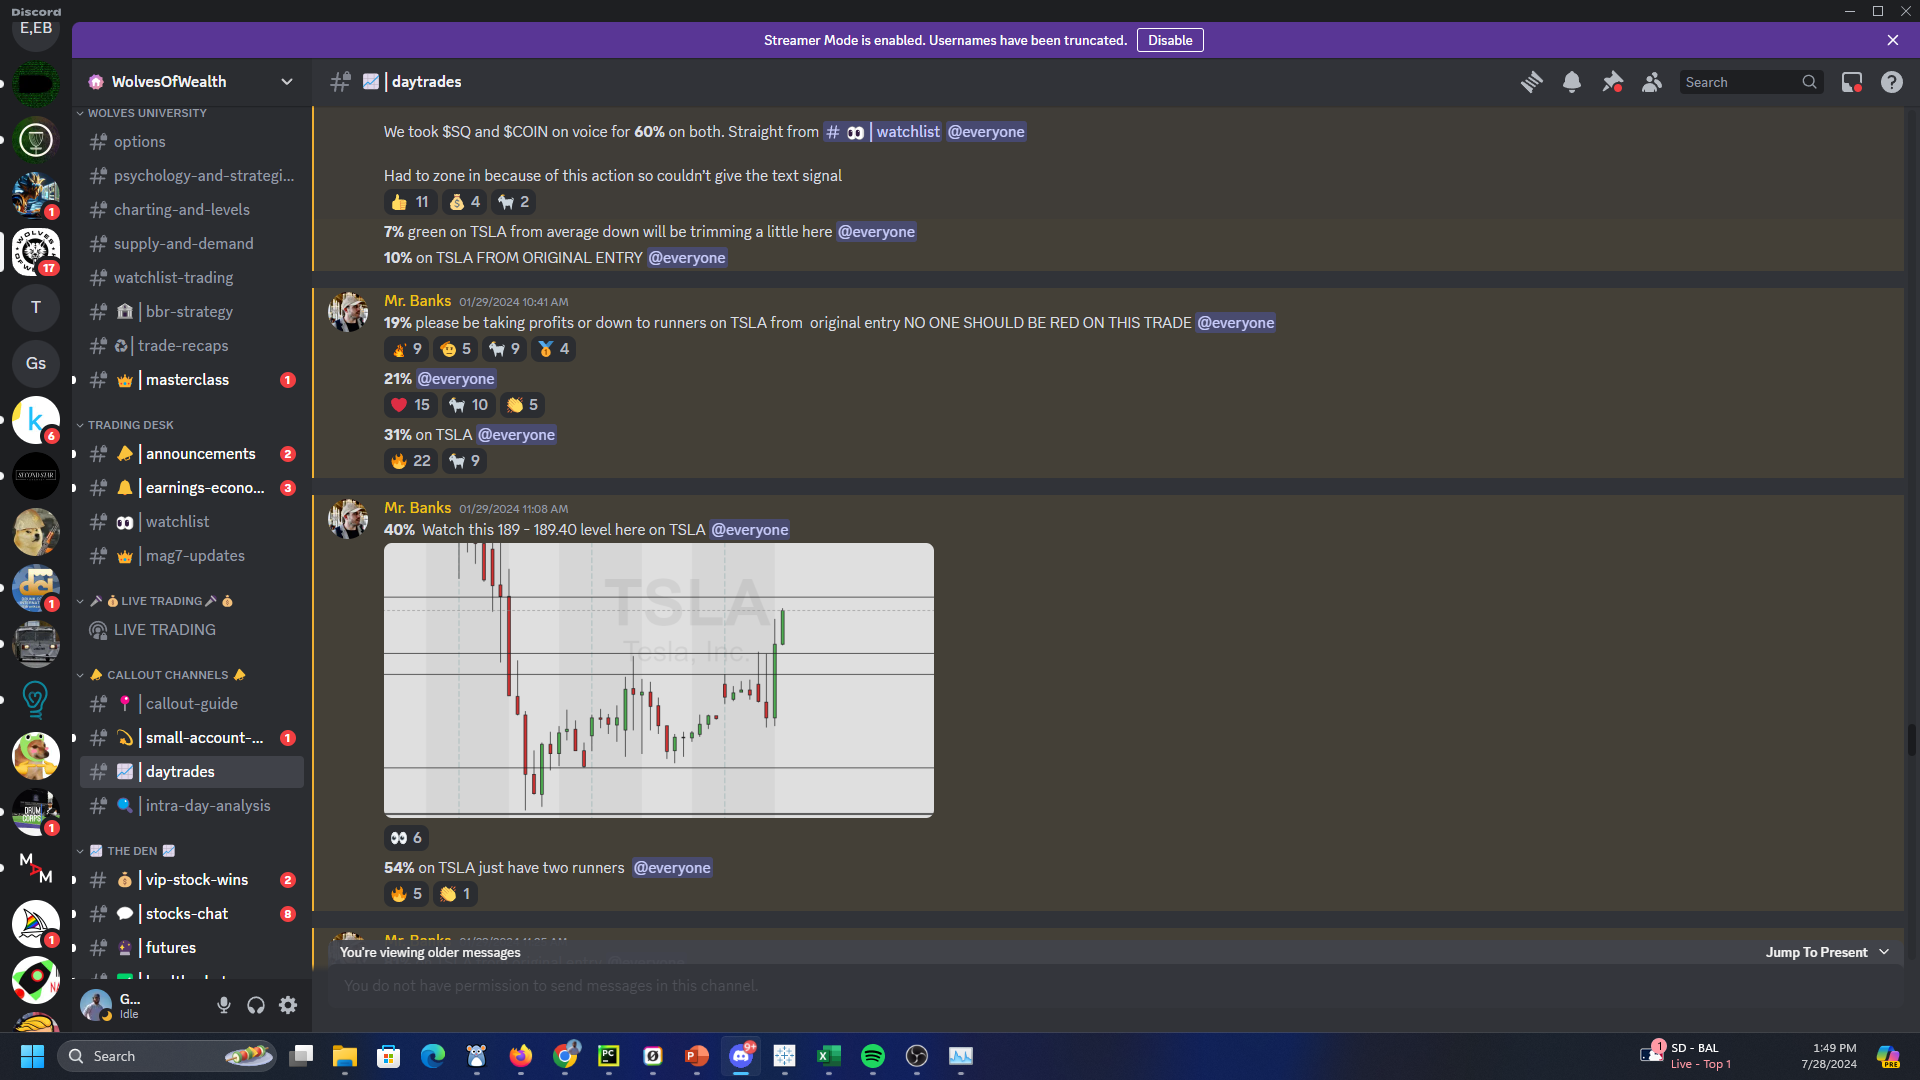 Discord
E,EB
Streamer Mode is enabled. Usernames have been truncated.
Disable
WolvesOfWealth
WOLVES UNIVERSITY
options
psychology-and-strategi...
charting-and-levels
supply-and-demand
watchlist-trading
| bbr-strategy
| trade-recaps
| masterclass
1
TRADING DESK
| announcements
2
| earnings-econo...
3
| watchlist
| mag7-updates
LIVE TRADING
LIVE TRADING
CALLOUT CHANNELS
| callout-guide
| small-account-...
1
| daytrades
| intra-day-analysis
THE DEN
| vip-stock-wins
2
| stocks-chat
8
| futures
1
WOLVES
17
T
Gs
k
6
SECOND STAR
dci
1
DRUM CORPS
1
MAM
1
G...
Idle
| daytrades
Search
We took $SQ and $COIN on voice for 60% on both. Straight from # | watchlist @everyone
Had to zone in because of this action so couldn't give the text signal
11 4 2
7% green on TSLA from average down will be trimming a little here @everyone
10% on TSLA FROM ORIGINAL ENTRY @everyone
Mr. Banks 01/29/2024 10:41 AM
19% please be taking profits or down to runners on TSLA from original entry NO ONE SHOULD BE RED ON THIS TRADE @everyone
9 5 9 4
21% @everyone
15 10 5
31% on TSLA @everyone
22 9
Mr. Banks 01/29/2024 11:08 AM
40% Watch this 189 - 189.40 level here on TSLA @everyone
TSLA
Tesla, Inc.
6
54% on TSLA just have two runners @everyone
5 1
Mr. Banks
You're viewing older messages
Jump To Present
You do not have permission to send messages in this channel.
Search
PC
9+
1
SD - BAL
Live - Top 1
1:49 PM
7/28/2024
PRE